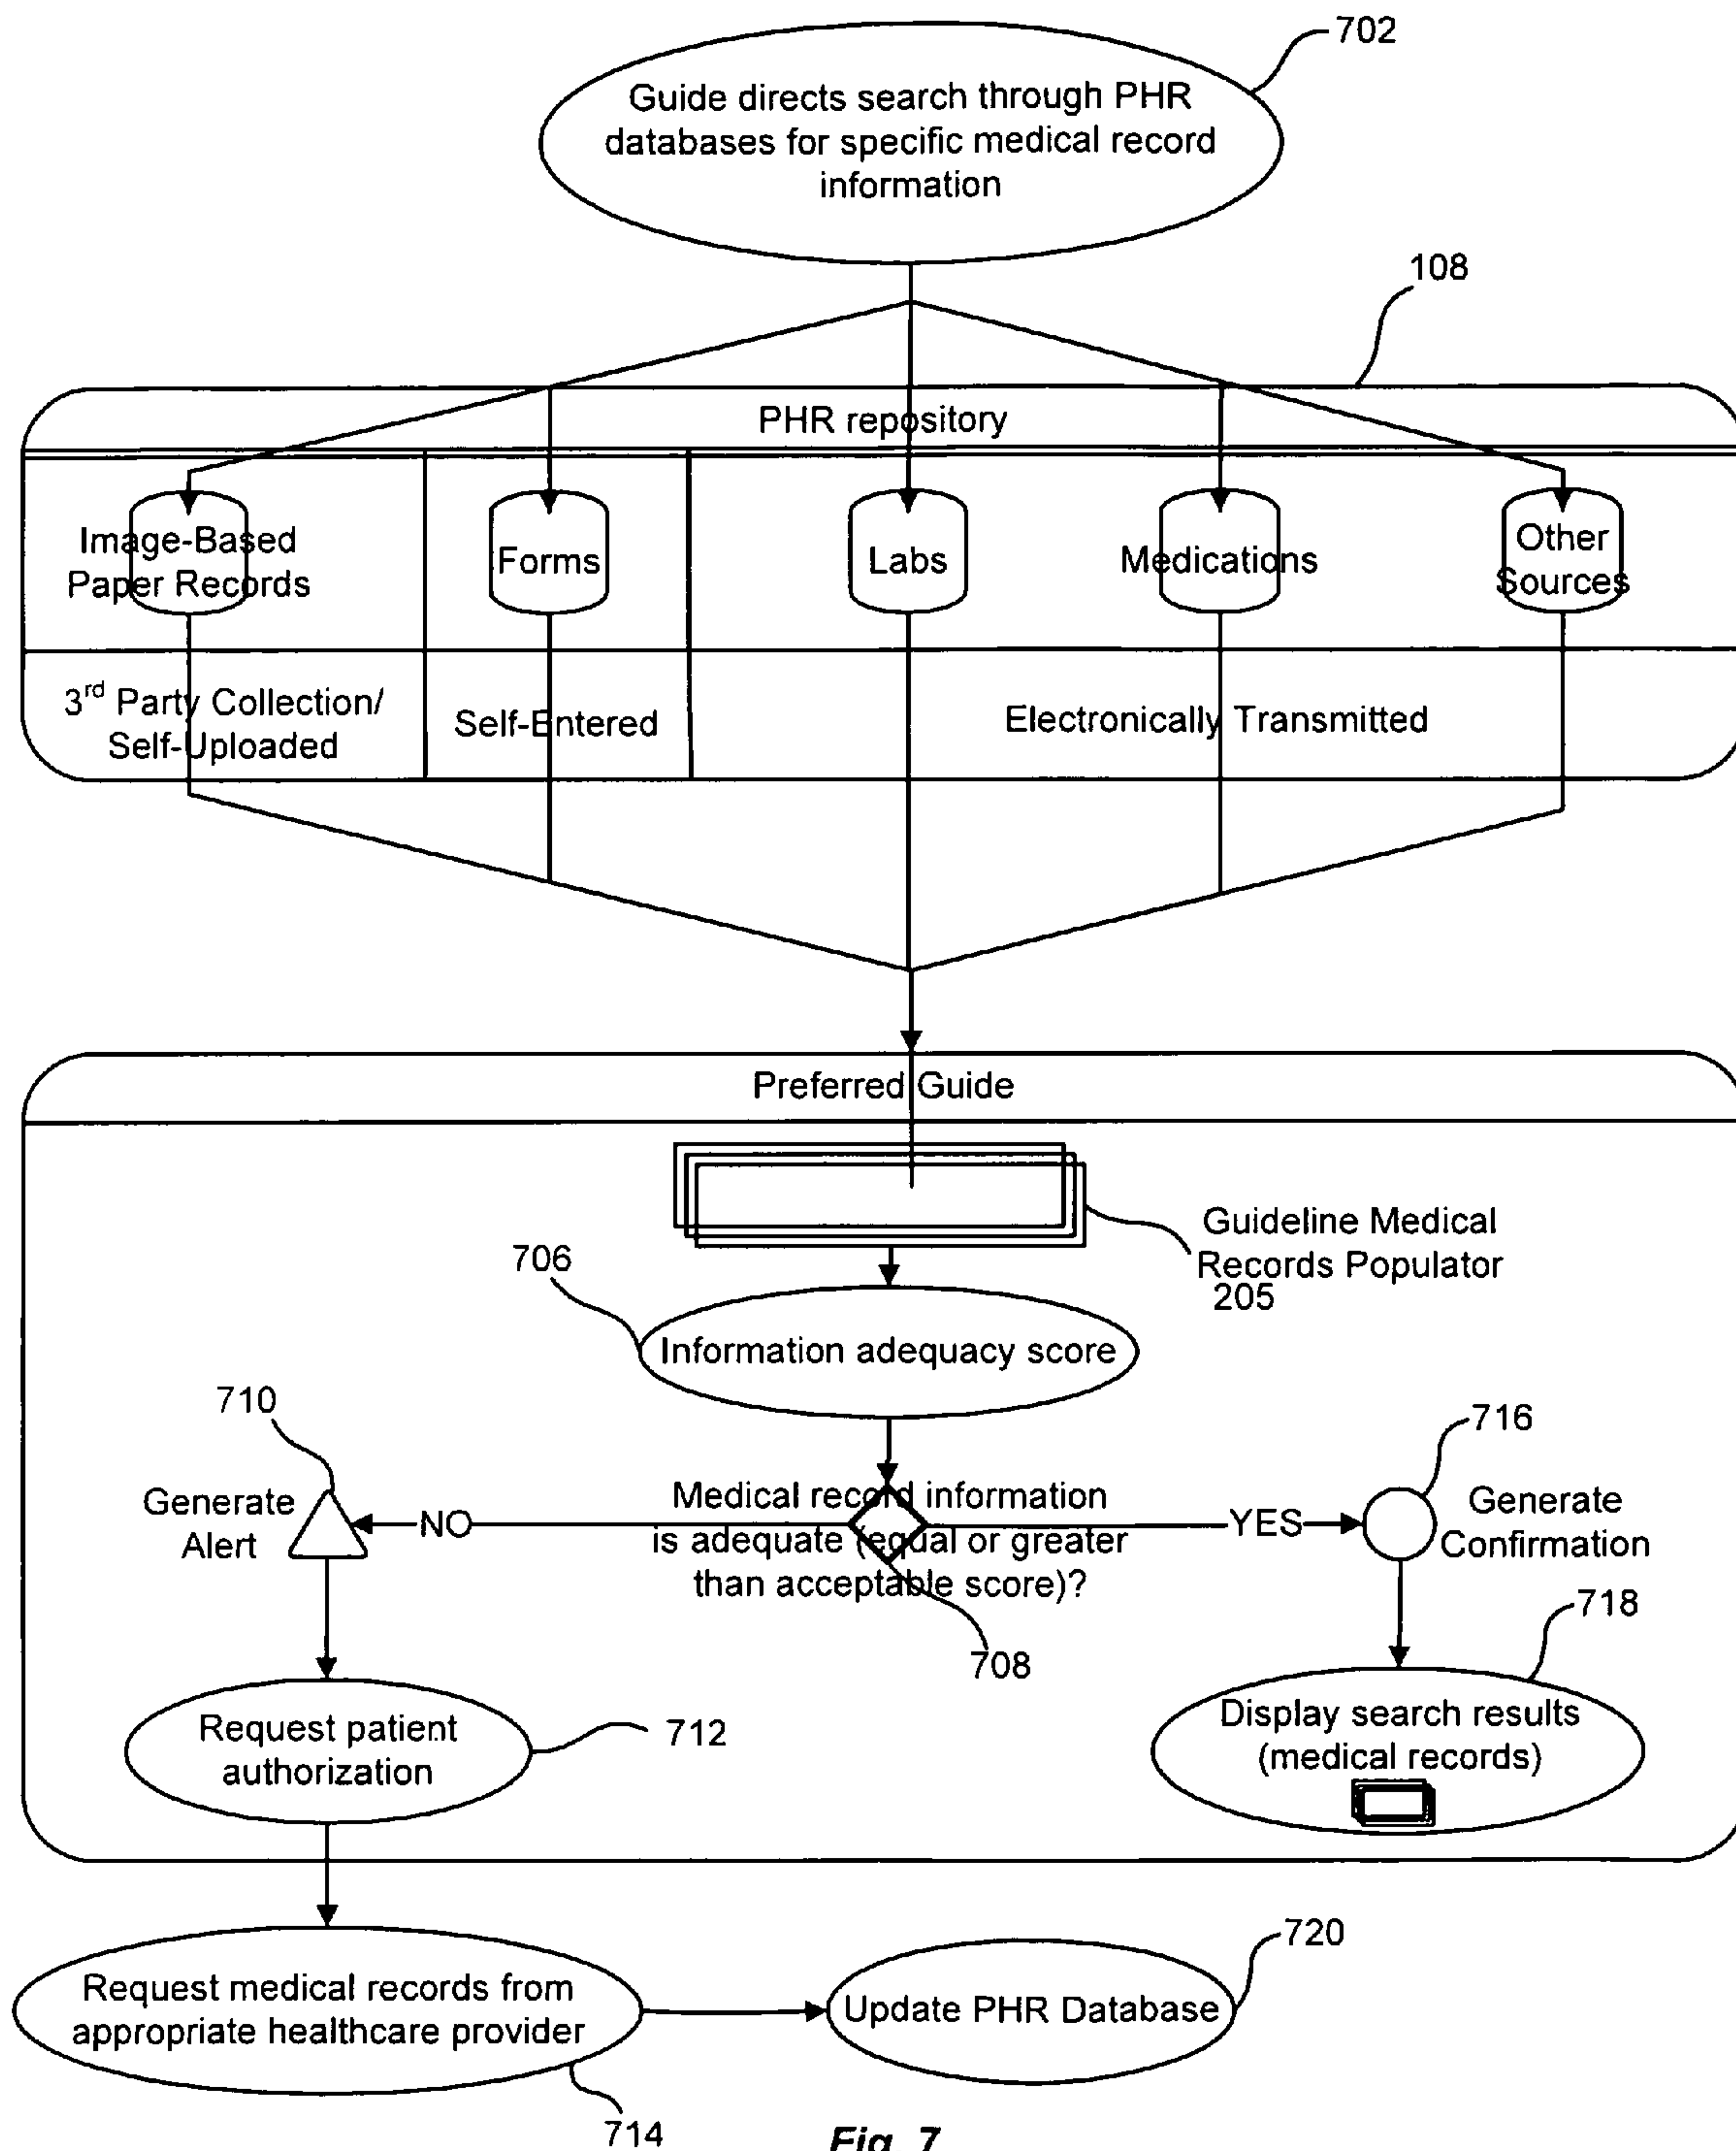 702
Guide directs search through PHR
databases for specific medical record
information
108
PHR repository
Image-Based
Paper Records
Forms
Labs
Medications
Other
Sources
3rd Party Collection/
Self-Uploaded
Self-Entered
Electronically Transmitted
Preferred Guide
Guideline Medical
Records Populator
205
706
Information adequacy score
710
Generate
Alert
NO
Medical record information
is adequate (equal or greater
than acceptable score)?
YES
716
Generate
Confirmation
708
718
Display search results
(medical records)
Request patient
authorization
712
Request medical records from
appropriate healthcare provider
714
Update PHR Database
720
Fig. 7